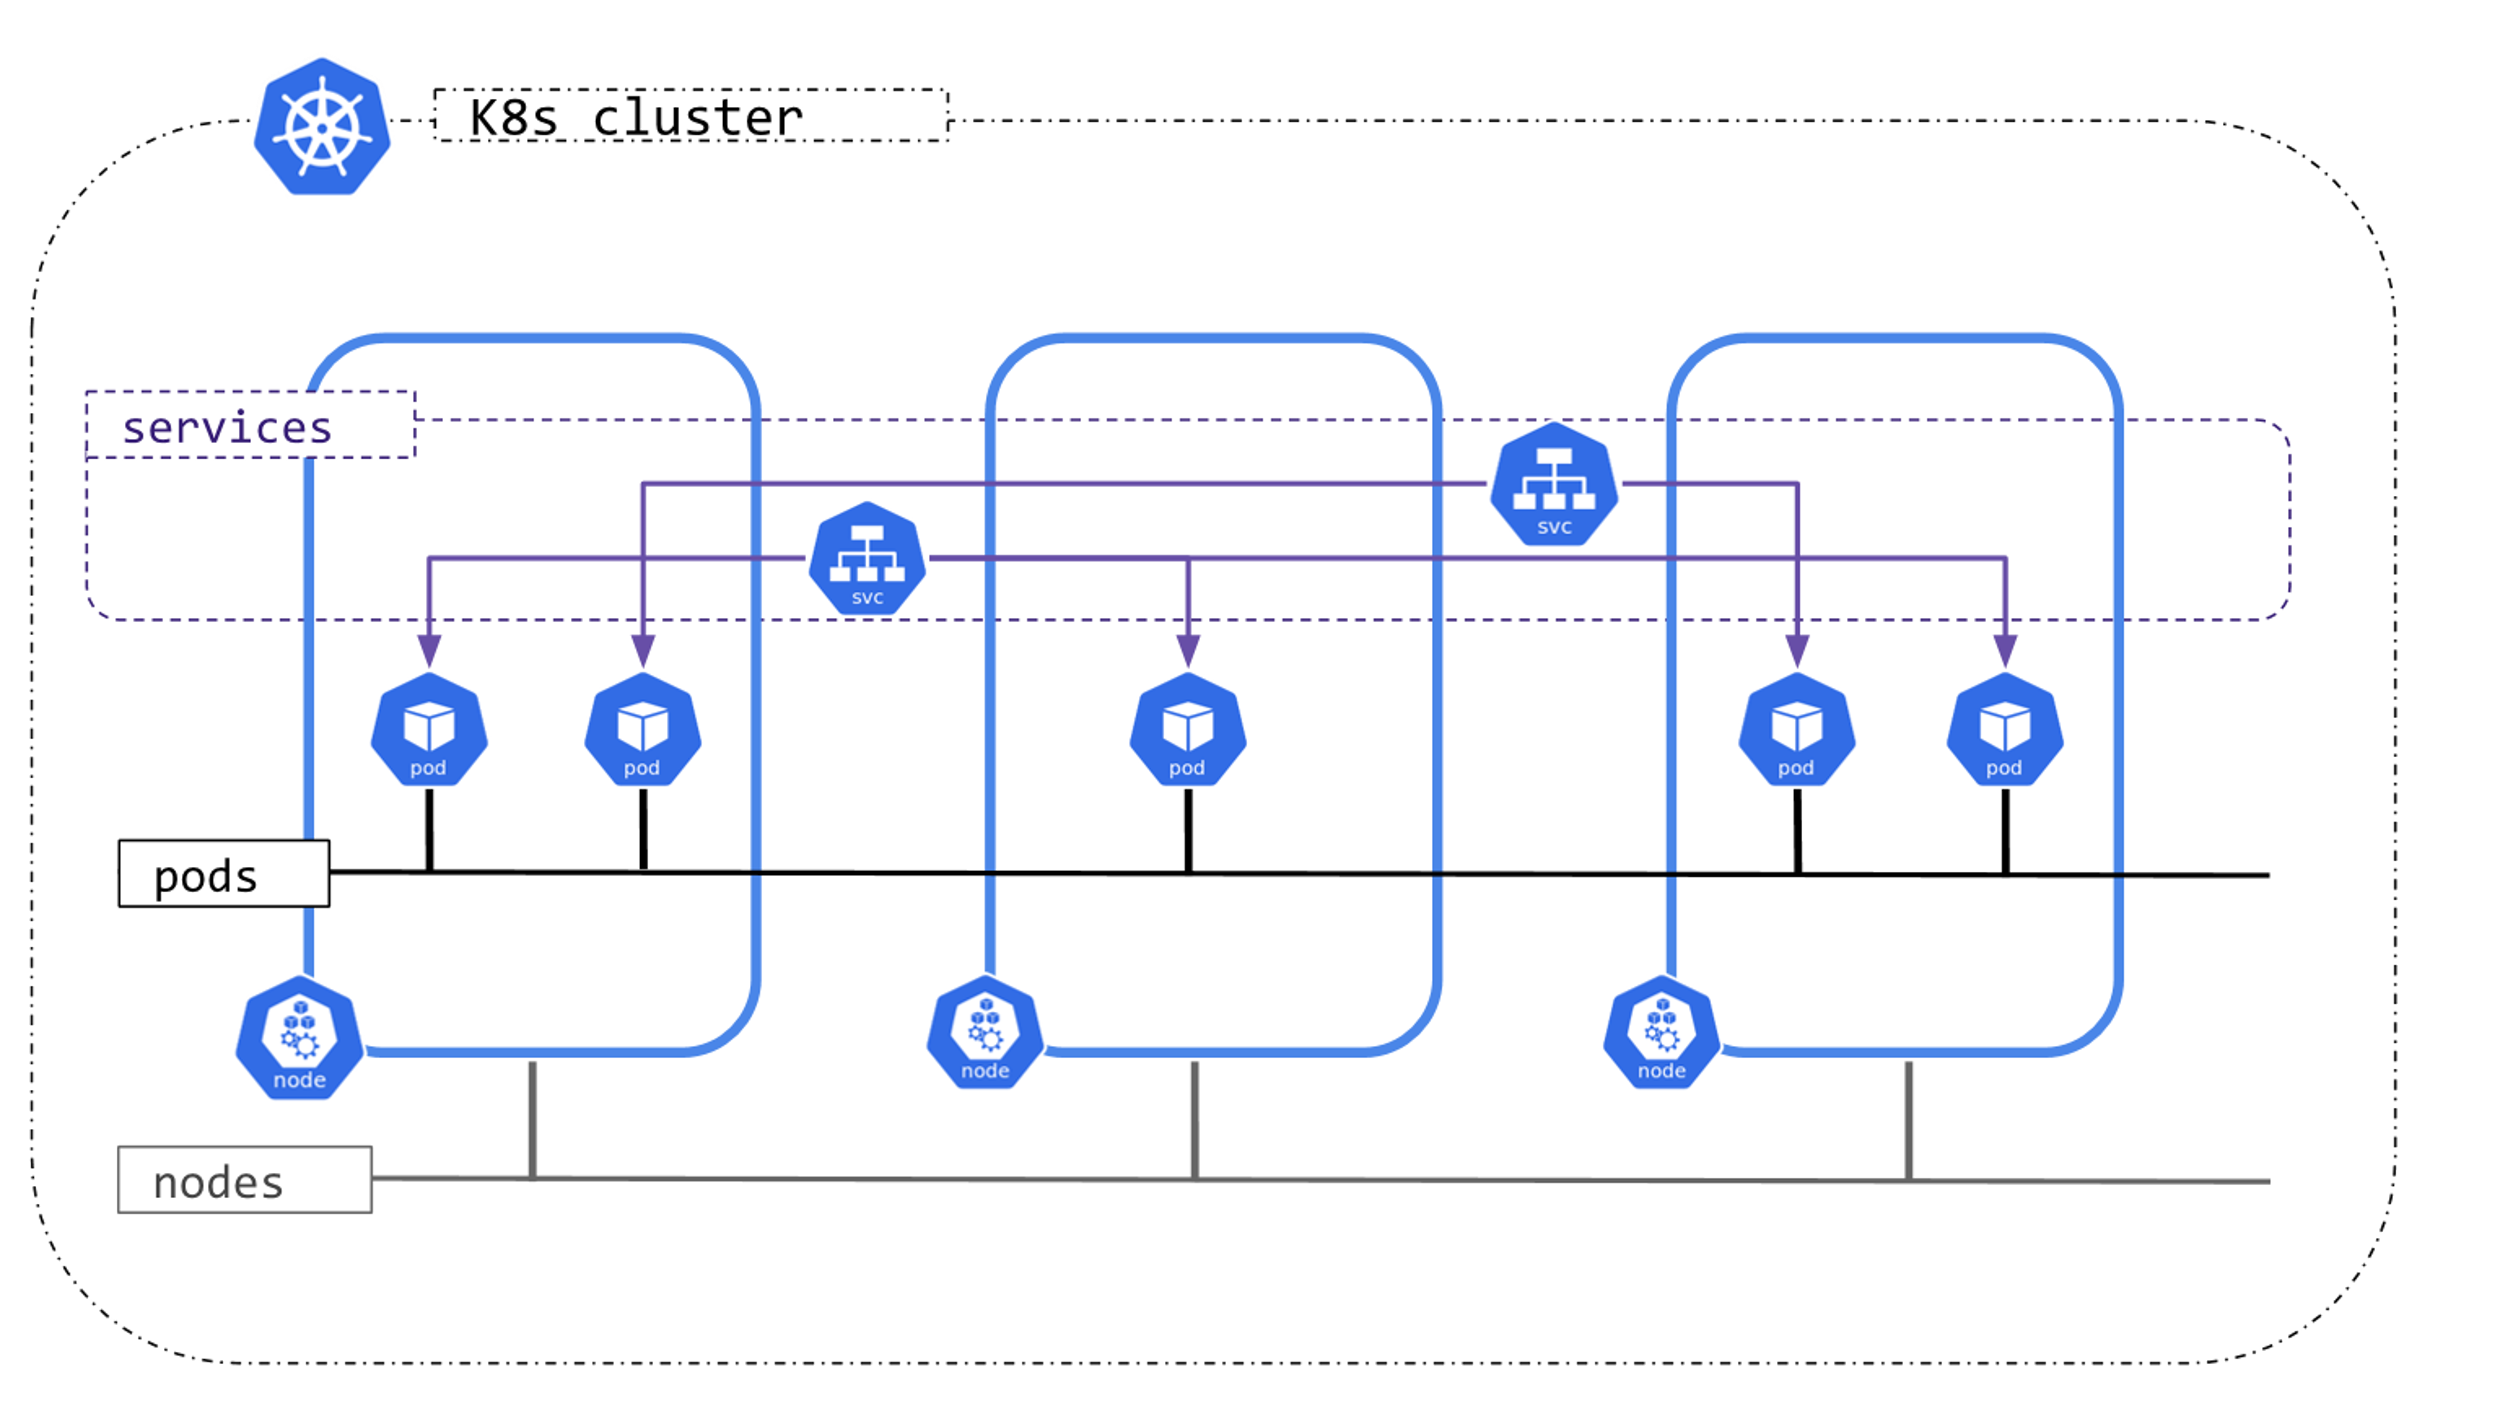 K8s cluster
services
svc
svc
pod
pod
pod
pod
pod
pods
node
node
node
nodes